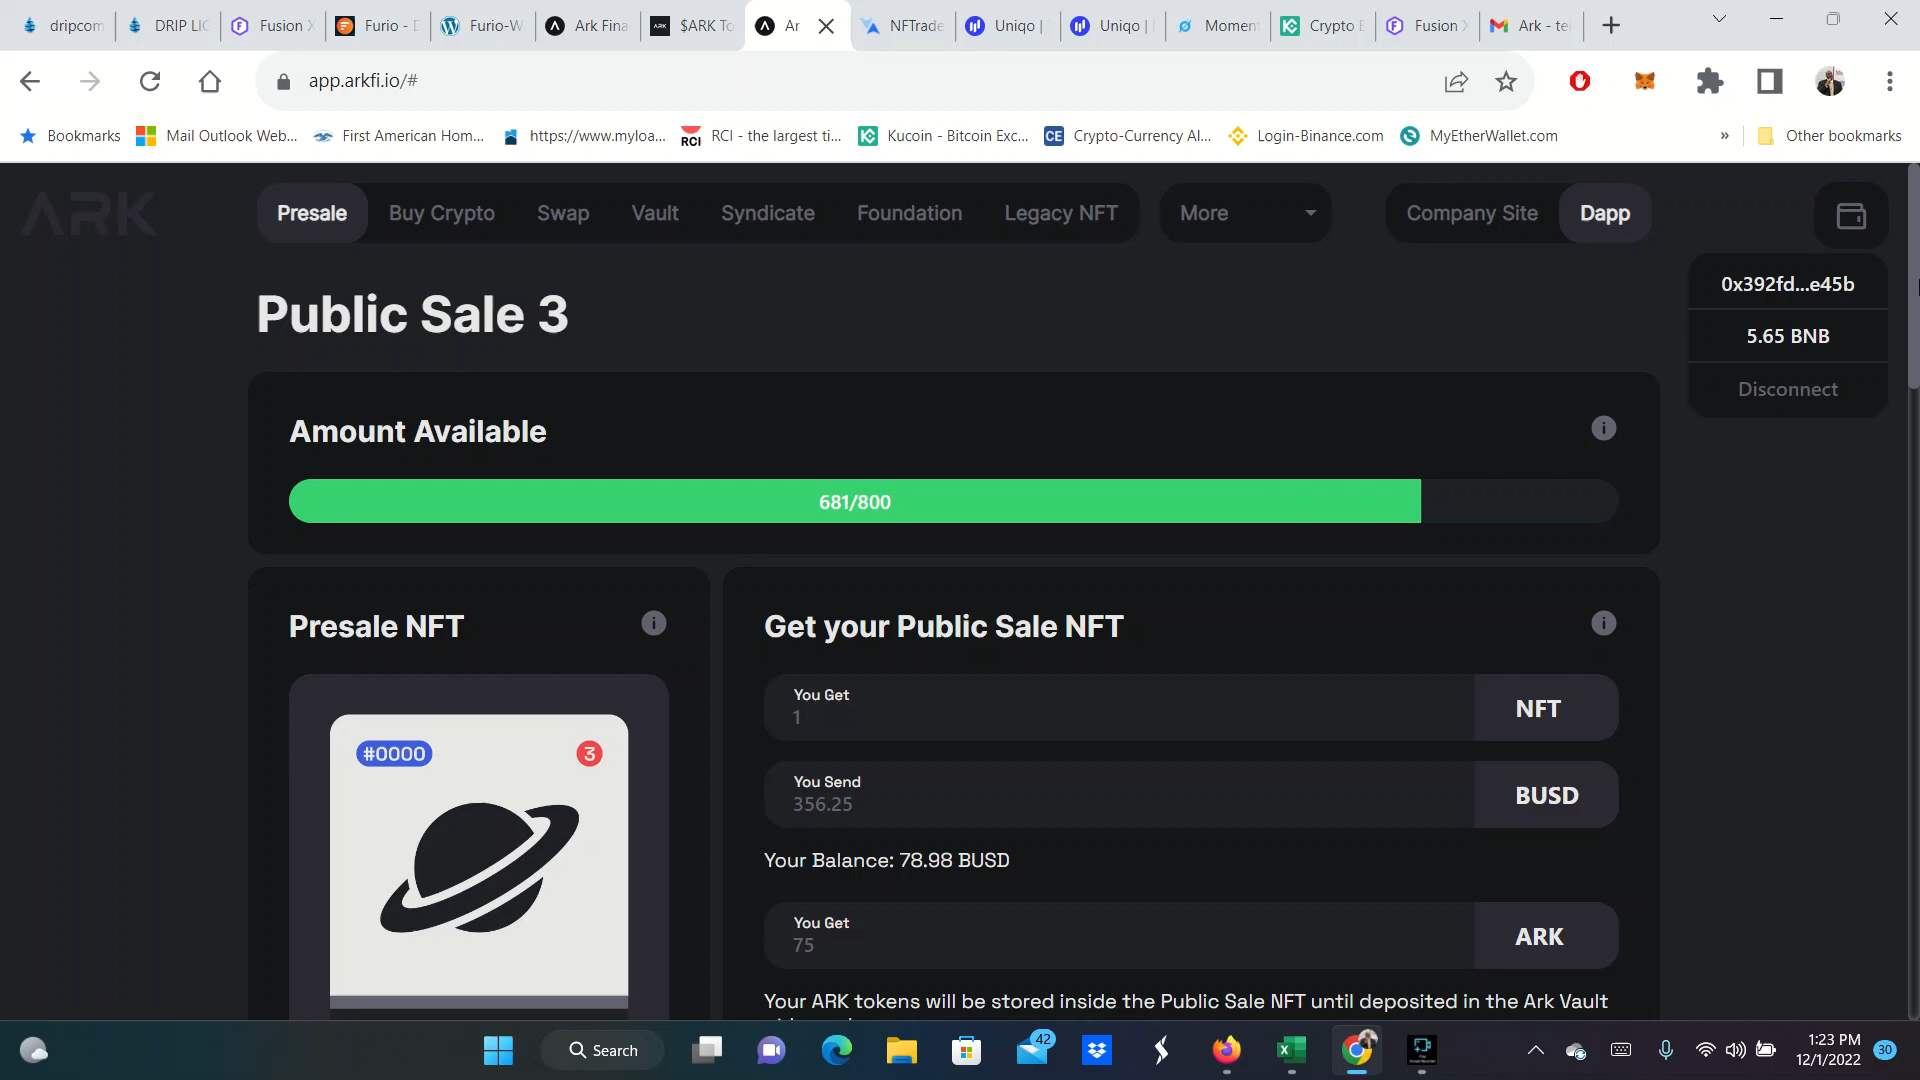 dripcom
DRIP LIG
Fusion X
Furio - D
Furio-W
Ark Fina
$ARK To
Ar
NFTrade
Uniqo |
Uniqo |
Moment
Crypto E
Fusion X
Ark - te
app.arkfi.io/#
Bookmarks
Mail Outlook Web...
First American Hom...
https://www.myloa...
RCI
RCI - the largest ti...
Kucoin - Bitcoin Exc...
CE
Crypto-Currency Al...
Login-Binance.com
MyEtherWallet.com
»
Other bookmarks
ARK
Presale
Buy Crypto
Swap
Vault
Syndicate
Foundation
Legacy NFT
More
Company Site
Dapp
0x392fd...e45b
5.65 BNB
Disconnect
Public Sale 3
Amount Available
681/800
Presale NFT
#0000
3
Get your Public Sale NFT
You Get
1
NFT
You Send
356.25
BUSD
Your Balance: 78.98 BUSD
You Get
75
ARK
Your ARK tokens will be stored inside the Public Sale NFT until deposited in the Ark Vault
Search
42
1:23 PM
12/1/2022
30